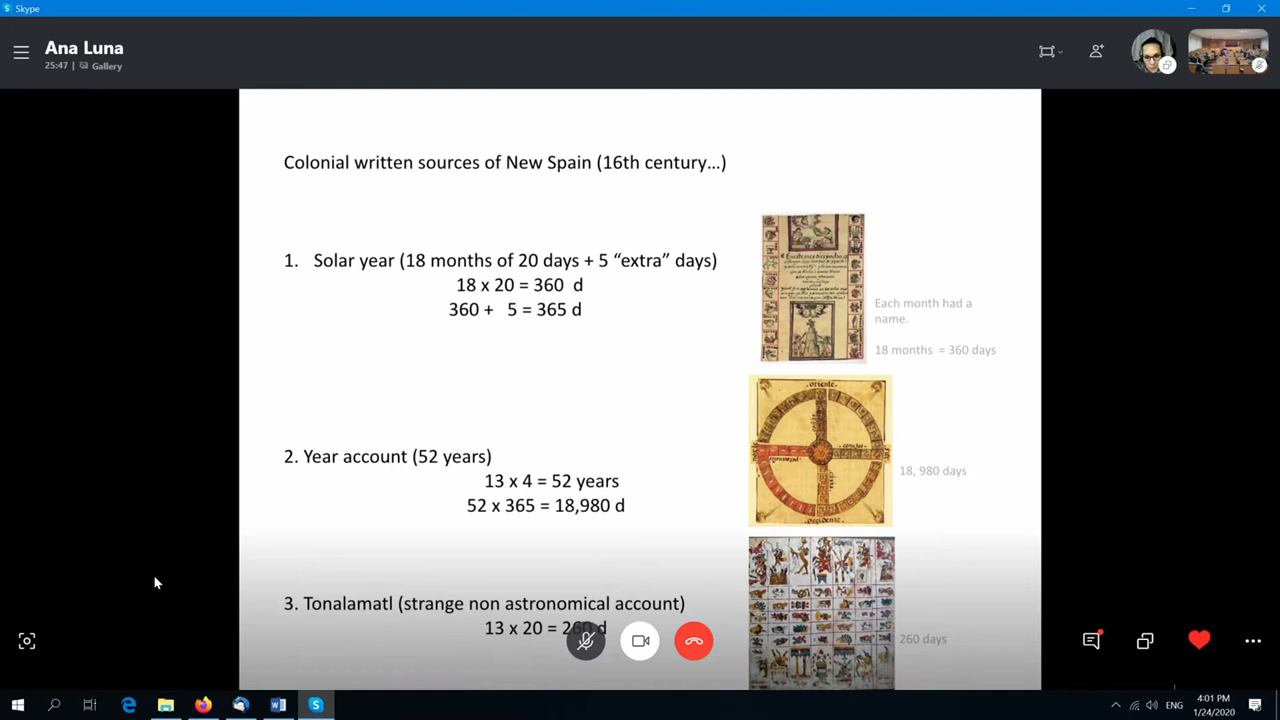 Skype
Ana Luna
25:47 | Gallery
Colonial written sources of New Spain (16th century...)
1. Solar year (18 months of 20 days + 5 “extra” days)
18 x 20 = 360 d
360 + 5 = 365 d
Each month had a
name.
18 months = 360 days
oriente
2. Year account (52 years)
13 x 4 = 52 years
52 x 365 = 18,980 d
18, 980 days
3. Tonalamatl (strange non astronomical account)
13 x 20 = 260 d
260 days
ENG
4:01 PM
1/24/2020